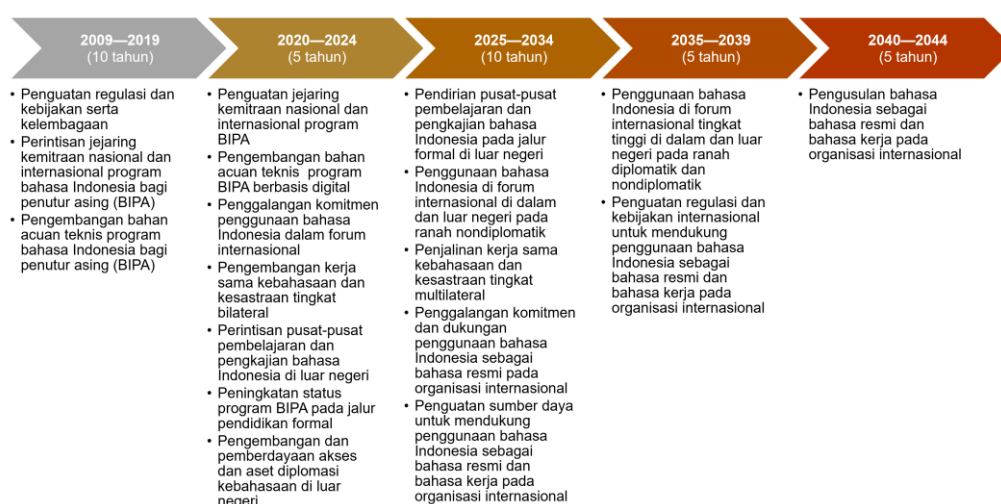 2009—2019
(10 tahun)
• Penguatan regulasi dan
kebijakan serta
kelembagaan
• Perintisan jejaring
kemitraan nasional dan
internasional program
bahasa Indonesia bagi
penutur asing (BIPA)
• Pengembangan bahan
acuan teknis program
bahasa Indonesia bagi
penutur asing (BIPA)
2020—2024
(5 tahun)
• Penguatan jejaring
kemitraan nasional dan
internasional program
BIPA
• Pengembangan bahan
acuan teknis program
BIPA berbasis digital
• Penggalangan komitmen
penggunaan bahasa
Indonesia dalam forum
internasional
• Pengembangan kerja
sama kebahasaan dan
kesastraan tingkat
bilateral
• Perintisan pusat-pusat
pembelajaran dan
pengkajian bahasa
Indonesia di luar negeri
• Peningkatan status
program BIPA pada jalur
pendidikan formal
• Pengembangan dan
pemberdayaan akses
dan aset diplomasi
kebahasaan di luar
negeri
2025—2034
(10 tahun)
• Pendirian pusat-pusat
pembelajaran dan
pengkajian bahasa
Indonesia pada jalur
formal di luar negeri
• Penggunaan bahasa
Indonesia di forum
internasional di dalam
dan luar negeri pada
ranah nondiplomatik
• Penjalinan kerja sama
kebahasaan dan
kesastraan tingkat
multilateral
• Penggalangan komitmen
dan dukungan
penggunaan bahasa
Indonesia sebagai
bahasa resmi pada
organisasi internasional
• Penguatan sumber daya
untuk mendukung
penggunaan bahasa
Indonesia sebagai
bahasa resmi dan
bahasa kerja pada
organisasi internasional
2035—2039
(5 tahun)
• Penggunaan bahasa
Indonesia di forum
internasional tingkat
tinggi di dalam dan luar
negeri pada ranah
diplomatik dan
nondiplomatik
• Penguatan regulasi dan
kebijakan internasional
untuk mendukung
penggunaan bahasa
Indonesia sebagai
bahasa resmi dan
bahasa kerja pada
organisasi internasional
2040—2044
(5 tahun)
• Pengusulan bahasa
Indonesia sebagai
bahasa resmi dan
bahasa kerja pada
organisasi internasional